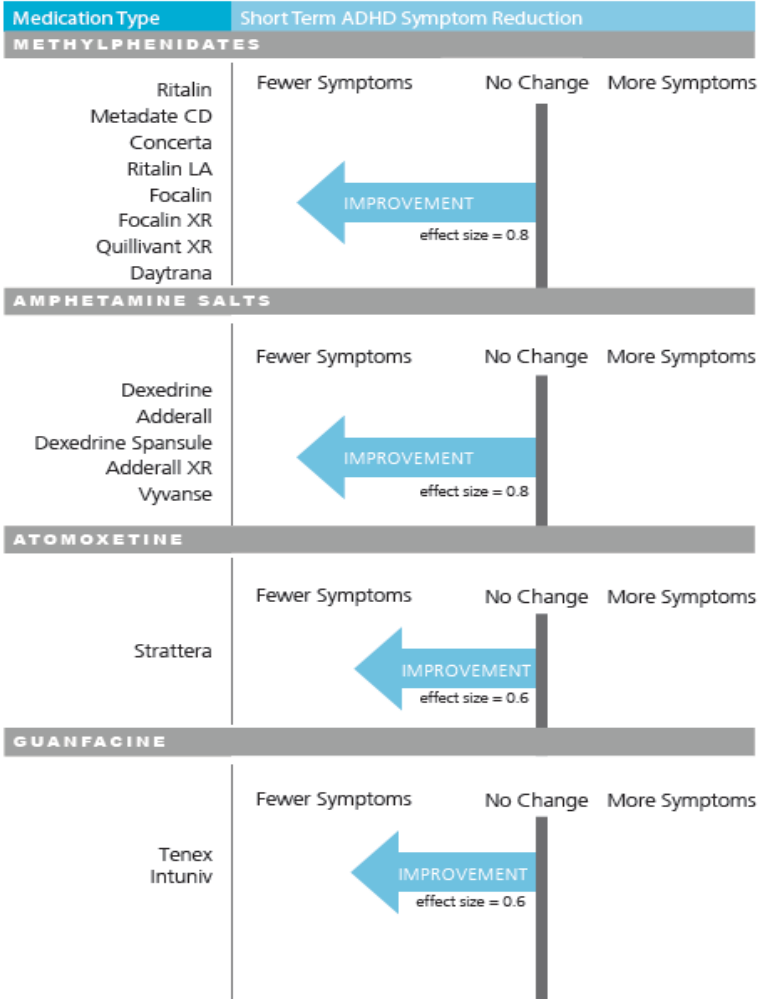 Medication Type Short Term ADHD Symptom Reduction
METHYLPHENIDATES
Fewer Symptoms No Change More Symptoms
Ritalin
Metadate CD
Concerta
Ritalin LA
Focalin
IMPROVEMENT
Focalin XR
effect size = 0.8
Quillivant XR
Daytrana
AMPHETAMINE SALTS
Fewer Symptoms No Change More Symptoms
Dexedrine
Adderall
Dexedrine Spansule
IMPROVEMENT
Adderall XR
Vyvanse
effect size = 0.8
ATOMOXETINE
Fewer Symptoms No Change More Symptoms
Strattera
IMPROVEMENT
effect size = 0.6
GUANFACINE
Fewer Symptoms No Change More Symptoms
Tenex
Intuniv
IMPROVEMENT
effect size = 0.6